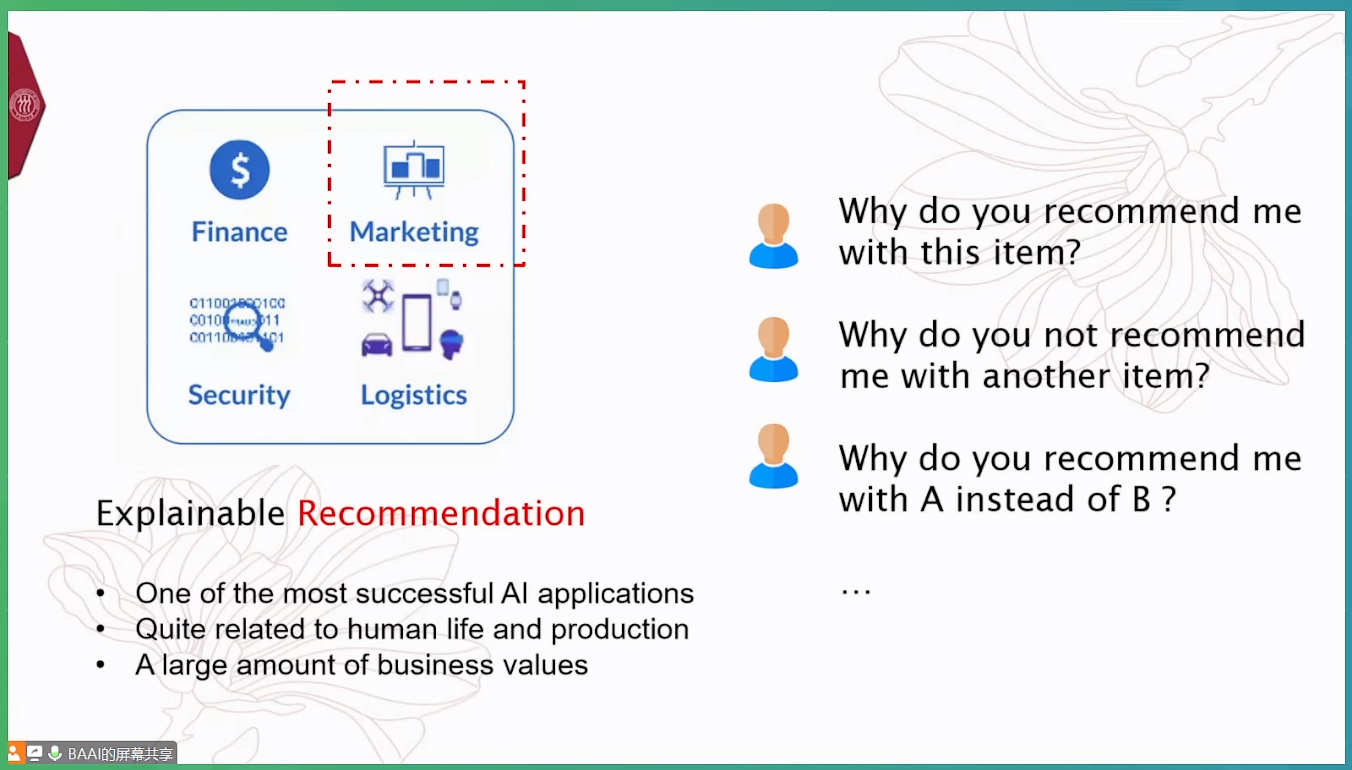 Finance
Marketing
Security
Logistics
Explainable Recommendation
• One of the most successful AI applications
• Quite related to human life and production
• A large amount of business values
Why do you recommend me
with this item?
Why do you not recommend
me with another item?
Why do you recommend me
with A instead of B ?
…
BAAI的屏幕共享